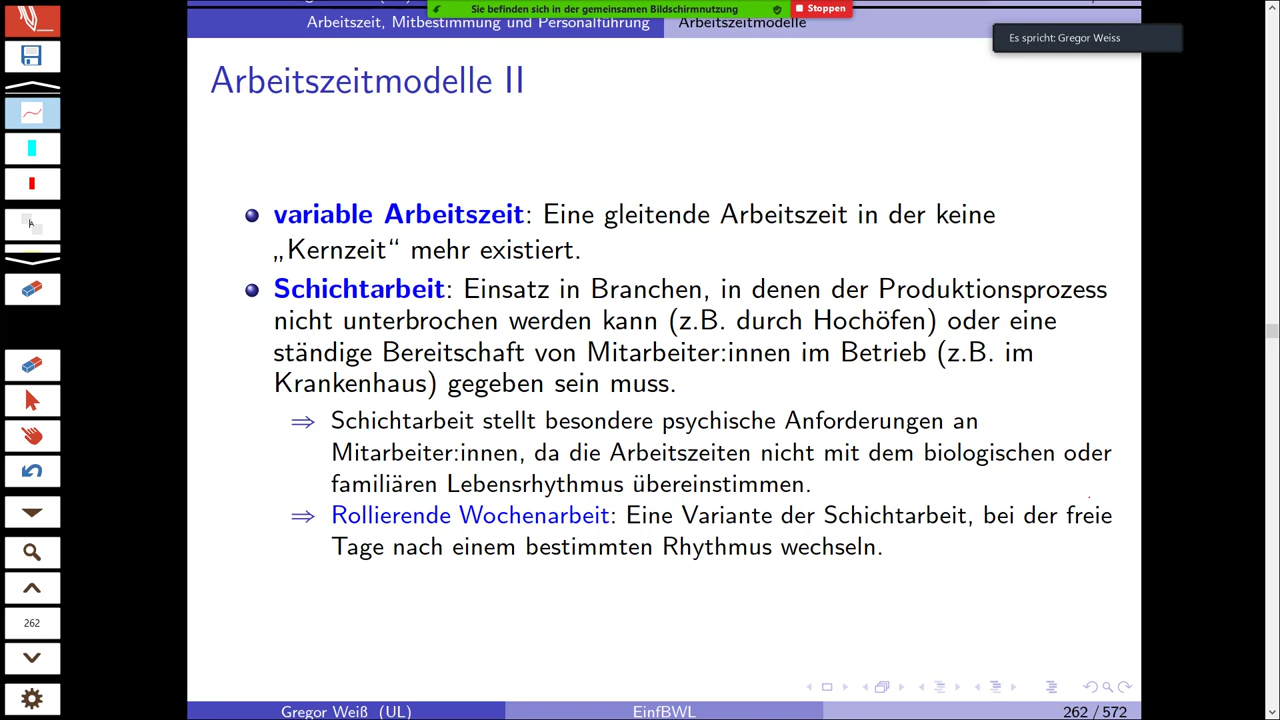 Sie befinden sich in der gemeinsamen Bildschirmnutzung
Stoppen
Arbeitszeit, Mitbestimmung und Personalführung
Arbeitszeitmodelle
Es spricht: Gregor Weiss
Arbeitszeitmodelle II
variable Arbeitszeit: Eine gleitende Arbeitszeit in der keine
„Kernzeit“ mehr existiert.
Schichtarbeit: Einsatz in Branchen, in denen der Produktionsprozess
nicht unterbrochen werden kann (z.B. durch Hochöfen) oder eine
ständige Bereitschaft von Mitarbeiter:innen im Betrieb (z.B. im
Krankenhaus) gegeben sein muss.
⇒ Schichtarbeit stellt besondere psychische Anforderungen an
Mitarbeiter:innen, da die Arbeitszeiten nicht mit dem biologischen oder
familiären Lebensrhythmus übereinstimmen.
⇒ Rollierende Wochenarbeit: Eine Variante der Schichtarbeit, bei der freie
Tage nach einem bestimmten Rhythmus wechseln.
262
Gregor Weiß (UL)
EinfBWL
262 / 572